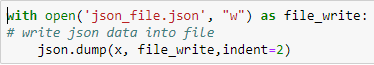 with open('json_file.json', "w") as file_write:
# write json data into file
    json.dump(x, file_write,indent=2)